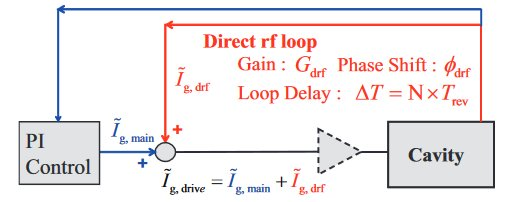 Direct rf loop
Gain : G_drf Phase Shift : ϕ_drf
Ĩ_g, drf
Loop Delay : ΔT = N×T_rev
PI
Control
Ĩ_g, main
+
+
Cavity
Ĩ_g, drive = Ĩ_g, main + Ĩ_g, drf